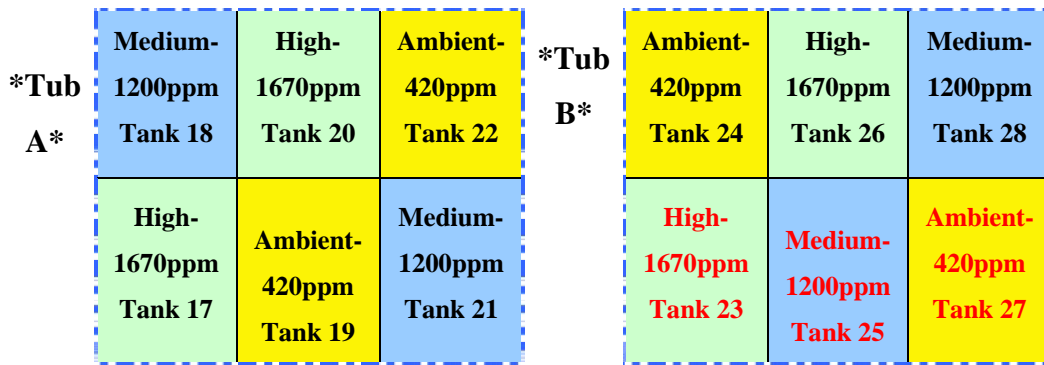 *Tub
A*
Medium-
1200ppm
Tank 18
High-
1670ppm
Tank 20
Ambient-
420ppm
Tank 22
High-
1670ppm
Tank 17
Ambient-
420ppm
Tank 19
Medium-
1200ppm
Tank 21
*Tub
B*
Ambient-
420ppm
Tank 24
High-
1670ppm
Tank 26
Medium-
1200ppm
Tank 28
High-
1670ppm
Tank 23
Medium-
1200ppm
Tank 25
Ambient-
420ppm
Tank 27